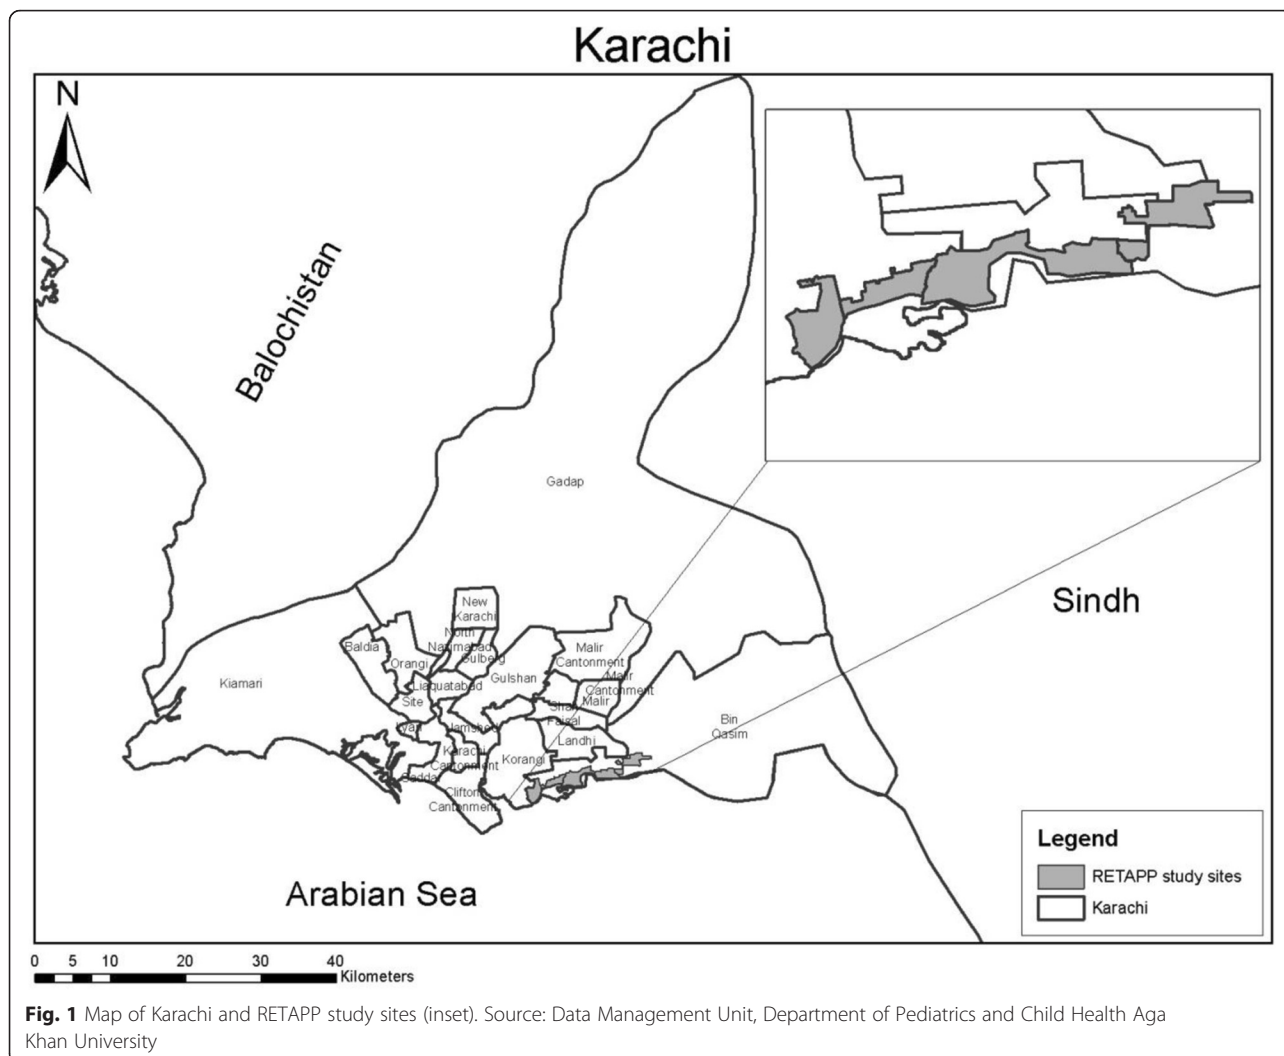 Karachi
N
Balochistan
Gadap
Sindh
New
Karachi
North
Nazimabad
Gulberg
Baldia
Orangi
Malir
Cantonment
Malir
Cantonment
Malir
Kiamari
Liaquatabad
Gulshan
Site
Shah
Faisal
Bin
Qasim
Lyari
Jamshed
Landhi
Karachi
Cantonment
Korangi
Saddar
Clifton
Cantonment
Arabian Sea
Legend
RETAPP study sites
Karachi
0 5 10 20 30 40
Kilometers
Fig. 1 Map of Karachi and RETAPP study sites (inset). Source: Data Management Unit, Department of Pediatrics and Child Health Aga
Khan University